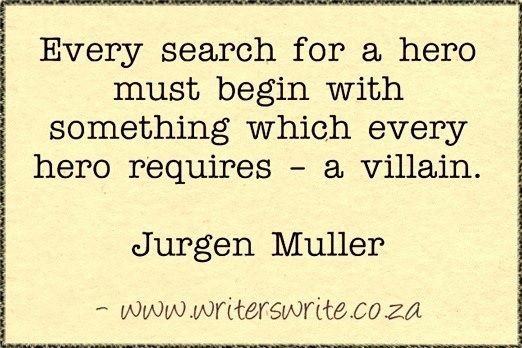 Every search for a hero
must begin with
something which every
hero requires – a villain.
Jurgen Muller
- www.writerswrite.co.za